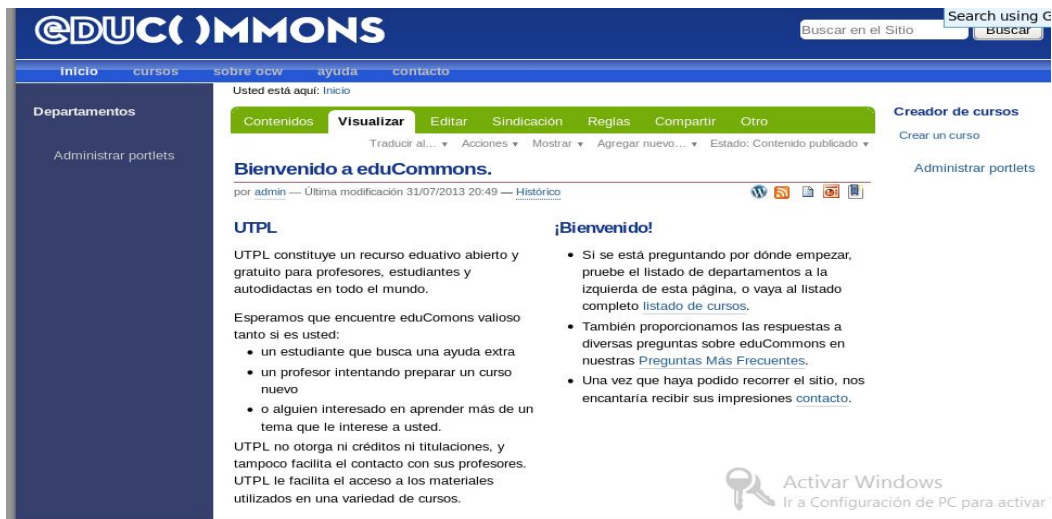 @DUC( )MMONS
Buscar en el Sitio
Search using G
Buscar
inicio cursos sobre ocw ayuda contacto
Usted está aquí: Inicio
Departamentos
Administrar portlets
Contenidos Visualizar Editar Sindicación Reglas Compartir Otro
Traducir al... Acciones Mostrar Agregar nuevo... Estado: Contenido publicado
Bienvenido a eduCommons.
por admin — Última modificación 31/07/2013 20:49 — Histórico
UTPL
UTPL constituye un recurso eduativo abierto y
gratuito para profesores, estudiantes y
autodidactas en todo el mundo.
Esperamos que encuentre eduComons valioso
tanto si es usted:
• un estudiante que busca una ayuda extra
• un profesor intentando preparar un curso
nuevo
• o alguien interesado en aprender más de un
tema que le interese a usted.
UTPL no otorga ni créditos ni titulaciones, y
tampoco facilita el contacto con sus profesores.
UTPL le facilita el acceso a los materiales
utilizados en una variedad de cursos.
¡Bienvenido!
• Si se está preguntando por dónde empezar,
pruebe el listado de departamentos a la
izquierda de esta página, o vaya al listado
completo listado de cursos.
• También proporcionamos las respuestas a
diversas preguntas sobre eduCommons en
nuestras Preguntas Más Frecuentes.
• Una vez que haya podido recorrer el sitio, nos
encantaría recibir sus impresiones contacto.
Creador de cursos
Crear un curso
Administrar portlets
Activar Windows
Ir a Configuración de PC para activar